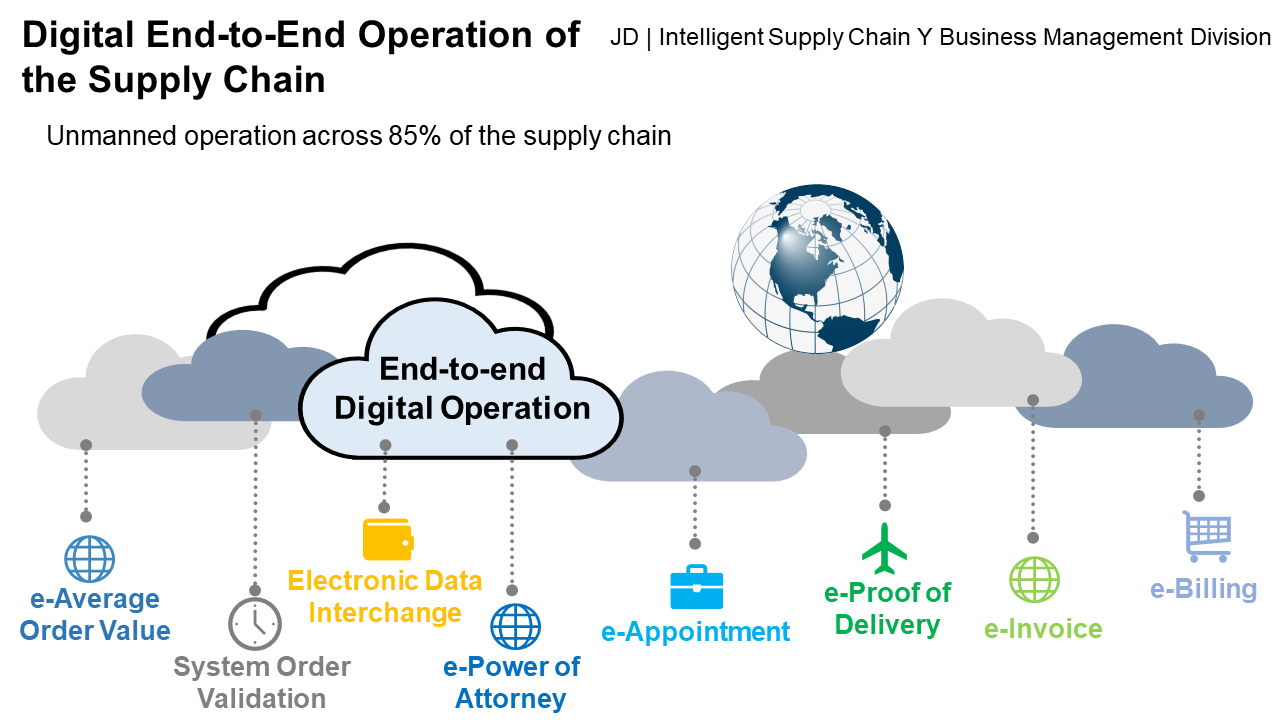 Digital End-to-End Operation of
the Supply Chain
JD | Intelligent Supply Chain Y Business Management Division
Unmanned operation across 85% of the supply chain
End-to-end
Digital Operation
e-Average
Order Value
System Order
Validation
Electronic Data
Interchange
e-Power of
Attorney
e-Appointment
e-Proof of
Delivery
e-Invoice
e-Billing